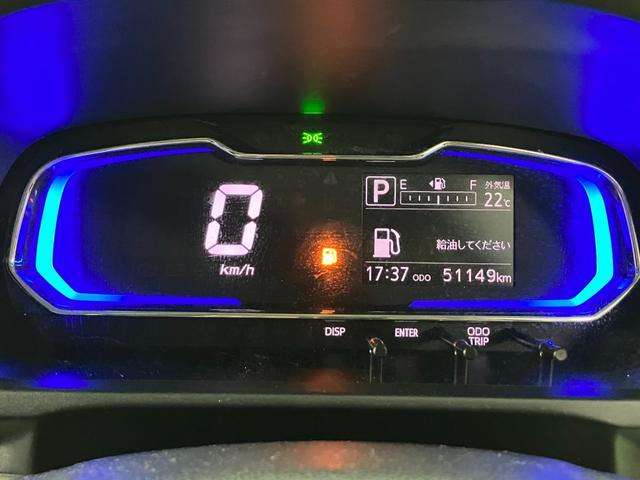 0
km/h
P
E F 外気温
22℃
給油してください
17:37 ODO 51149km
DISP ENTER ODO
TRIP